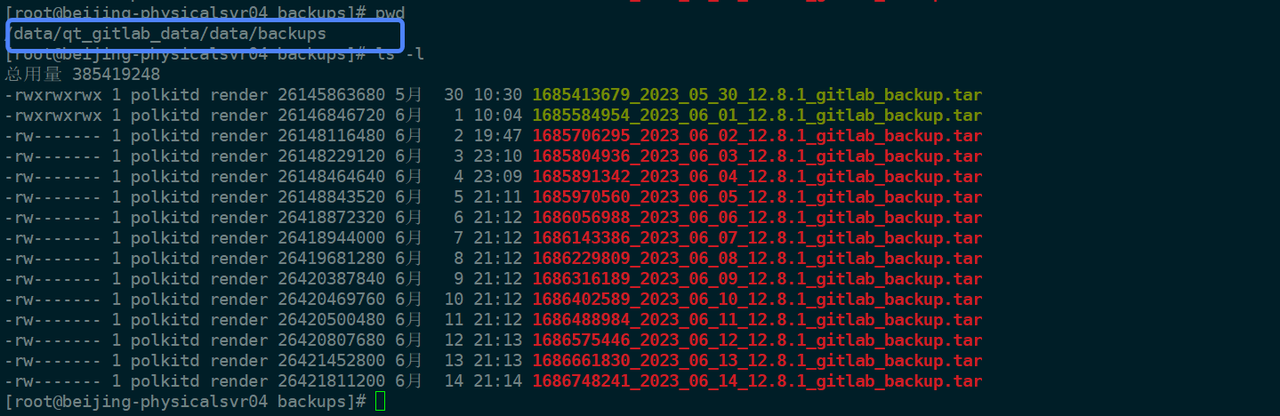 [root@beijing-physicalsvr04 backups]# pwd
/data/qt_gitlab_data/data/backups
[root@beijing-physicalsvr04 backups]# ls -l
总用量 385419248
-rwxrwxrwx 1 polkitd render 26145863680 5月  30 10:30 1685413679_2023_05_30_12.8.1_gitlab_backup.tar
-rwxrwxrwx 1 polkitd render 26146846720 6月   1 10:04 1685584954_2023_06_01_12.8.1_gitlab_backup.tar
-rw------- 1 polkitd render 26148116480 6月   2 19:47 1685706295_2023_06_02_12.8.1_gitlab_backup.tar
-rw------- 1 polkitd render 26148229120 6月   3 23:10 1685804936_2023_06_03_12.8.1_gitlab_backup.tar
-rw------- 1 polkitd render 26148464640 6月   4 23:09 1685891342_2023_06_04_12.8.1_gitlab_backup.tar
-rw------- 1 polkitd render 26148843520 6月   5 21:11 1685970560_2023_06_05_12.8.1_gitlab_backup.tar
-rw------- 1 polkitd render 26418872320 6月   6 21:12 1686056988_2023_06_06_12.8.1_gitlab_backup.tar
-rw------- 1 polkitd render 26418944000 6月   7 21:12 1686143386_2023_06_07_12.8.1_gitlab_backup.tar
-rw------- 1 polkitd render 26419681280 6月   8 21:12 1686229809_2023_06_08_12.8.1_gitlab_backup.tar
-rw------- 1 polkitd render 26420387840 6月   9 21:12 1686316189_2023_06_09_12.8.1_gitlab_backup.tar
-rw------- 1 polkitd render 26420469760 6月  10 21:12 1686402589_2023_06_10_12.8.1_gitlab_backup.tar
-rw------- 1 polkitd render 26420500480 6月  11 21:12 1686488984_2023_06_11_12.8.1_gitlab_backup.tar
-rw------- 1 polkitd render 26420807680 6月  12 21:13 1686575446_2023_06_12_12.8.1_gitlab_backup.tar
-rw------- 1 polkitd render 26421452800 6月  13 21:13 1686661830_2023_06_13_12.8.1_gitlab_backup.tar
-rw------- 1 polkitd render 26421811200 6月  14 21:14 1686748241_2023_06_14_12.8.1_gitlab_backup.tar
[root@beijing-physicalsvr04 backups]#